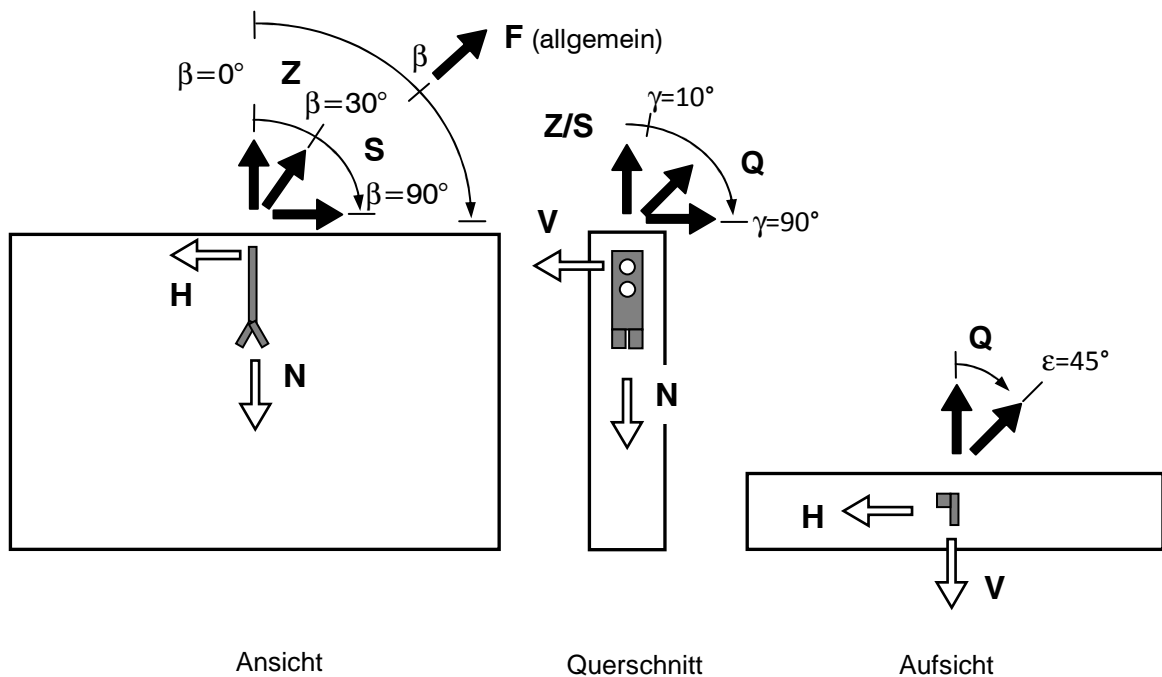 β
F (allgemein)
β=0°
Z
β=30°
S
β=90°
H
N
Ansicht
γ=10°
Z/S
Q
γ=90°
V
N
Querschnitt
Q
ε=45°
H
V
Aufsicht